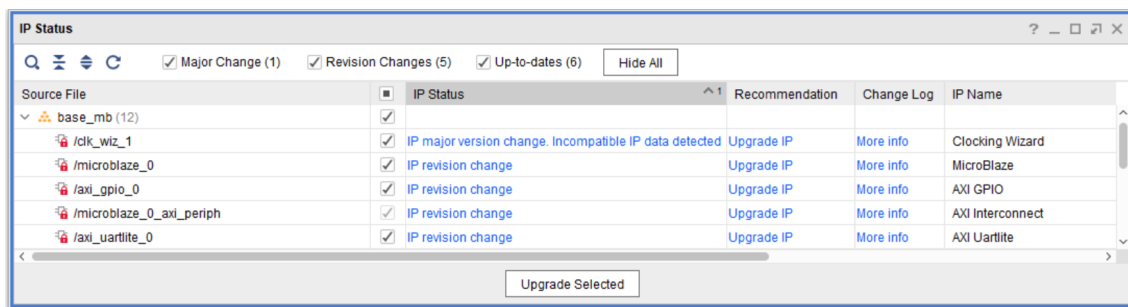 IP Status
Major Change (1) Revision Changes (5) Up-to-dates (6) Hide All
Source File IP Status 1 Recommendation Change Log IP Name
base_mb (12)
/clk_wiz_1 IP major version change. Incompatible IP data detected Upgrade IP More info Clocking Wizard
/microblaze_0 IP revision change Upgrade IP More info MicroBlaze
/axi_gpio_0 IP revision change Upgrade IP More info AXI GPIO
/microblaze_0_axi_periph IP revision change Upgrade IP More info AXI Interconnect
/axi_uartlite_0 IP revision change Upgrade IP More info AXI Uartlite
Upgrade Selected